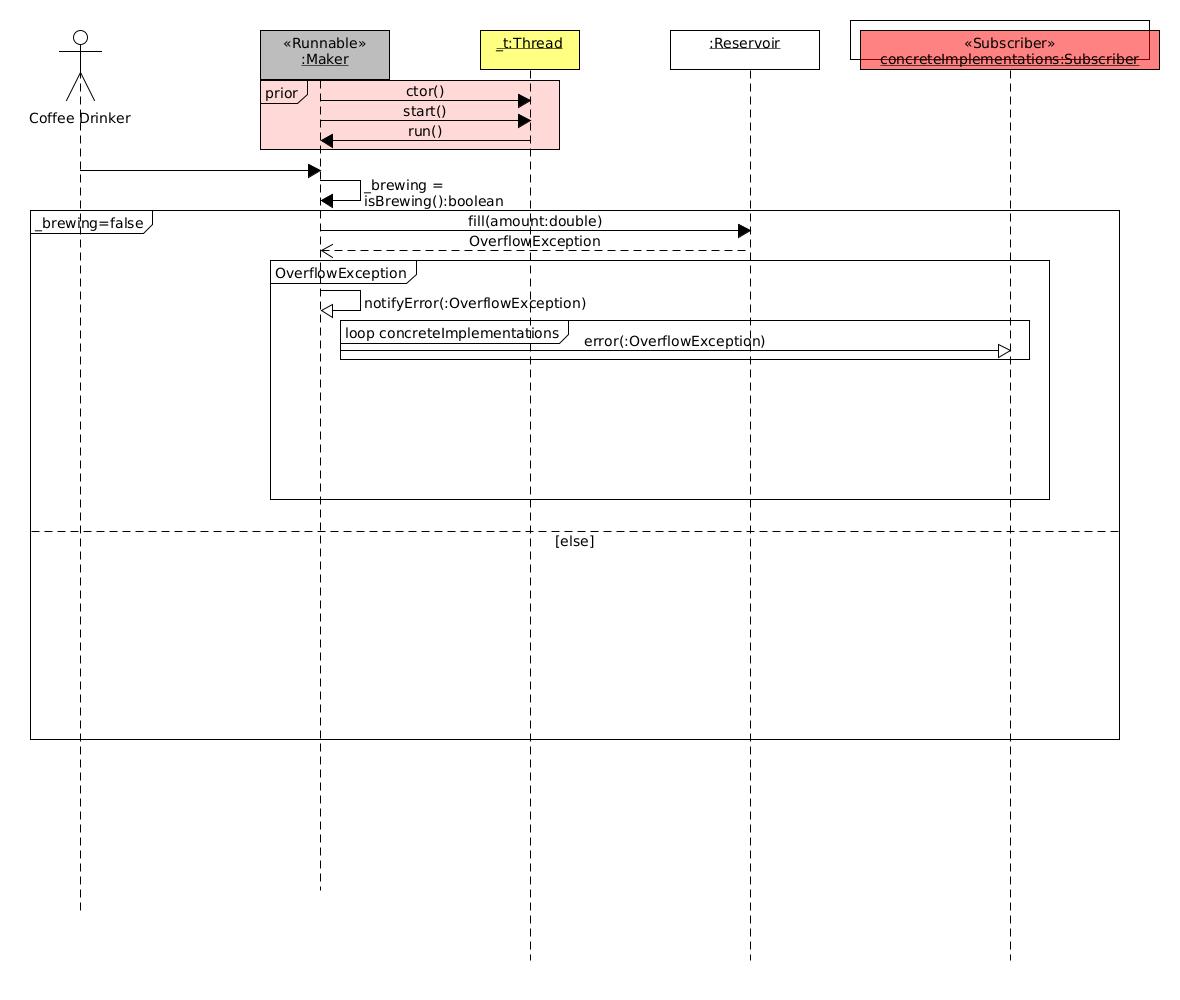 «Runnable»
:Maker
_t:Thread
:Reservoir
«Subscriber»
concreteImplementations:Subscriber
Coffee Drinker
prior
ctor()
start()
run()
_brewing =
isBrewing():boolean
_brewing=false
fill(amount:double)
OverflowException
OverflowException
notifyError(:OverflowException)
loop concreteImplementations
error(:OverflowException)
[else]